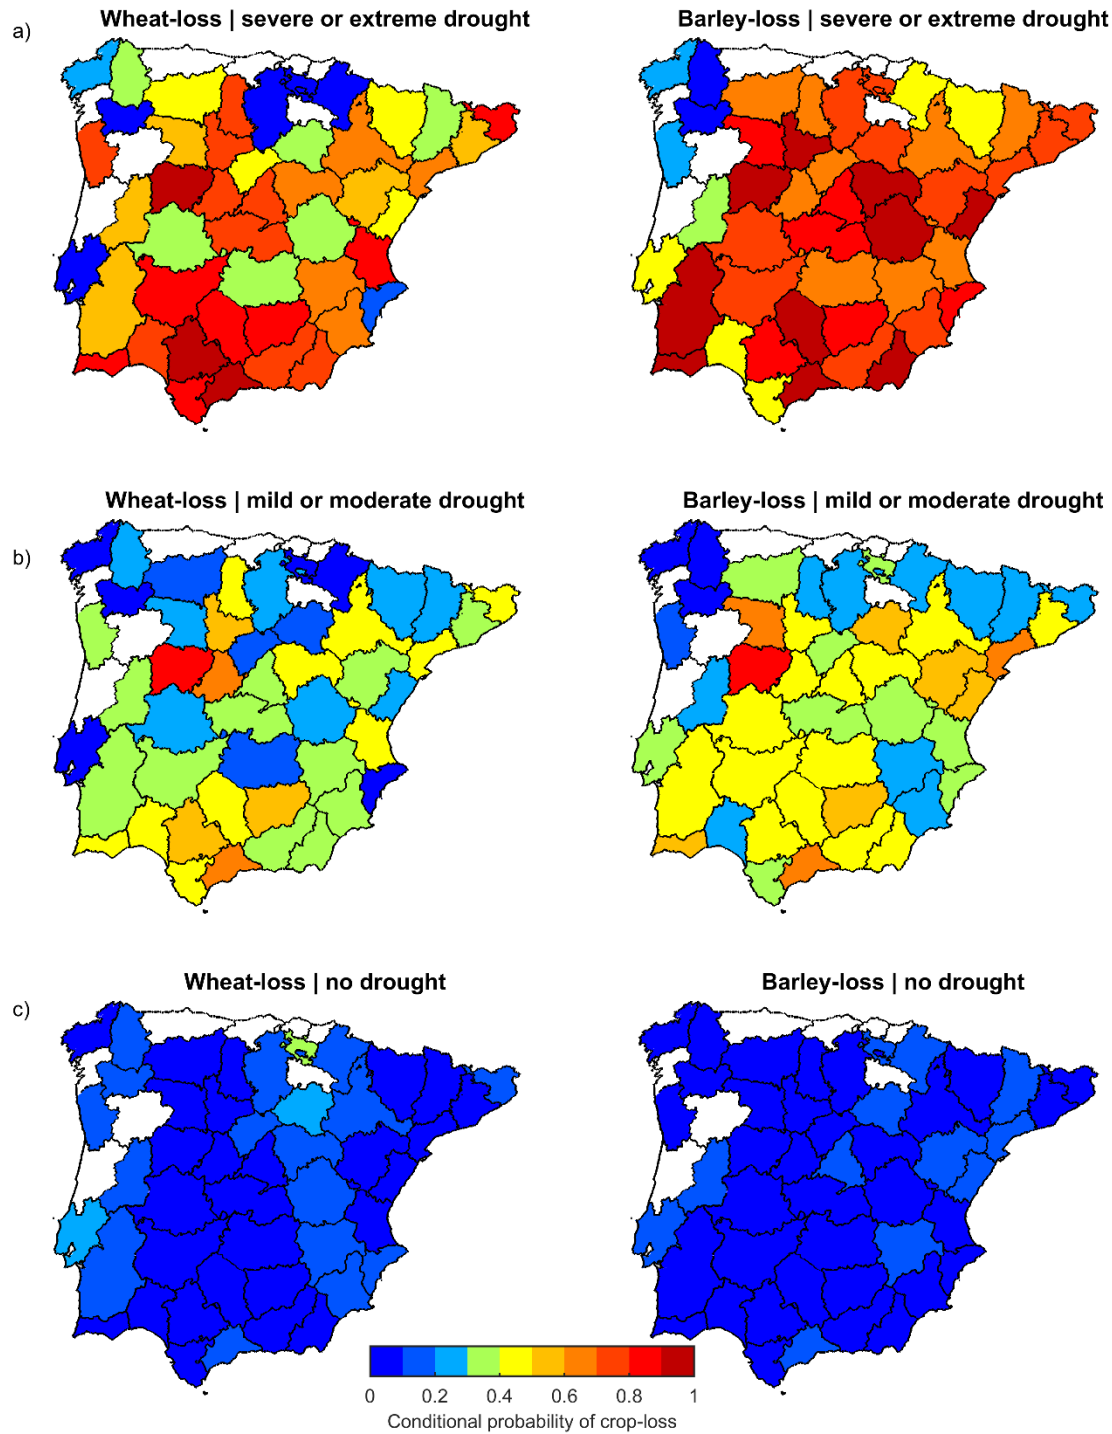 Wheat-loss | severe or extreme drought
Barley-loss | severe or extreme drought
a)
Wheat-loss | mild or moderate drought
Barley-loss | mild or moderate drought
b)
Wheat-loss | no drought
Barley-loss | no drought
c)
0 0.2 0.4 0.6 0.8 1
Conditional probability of crop-loss